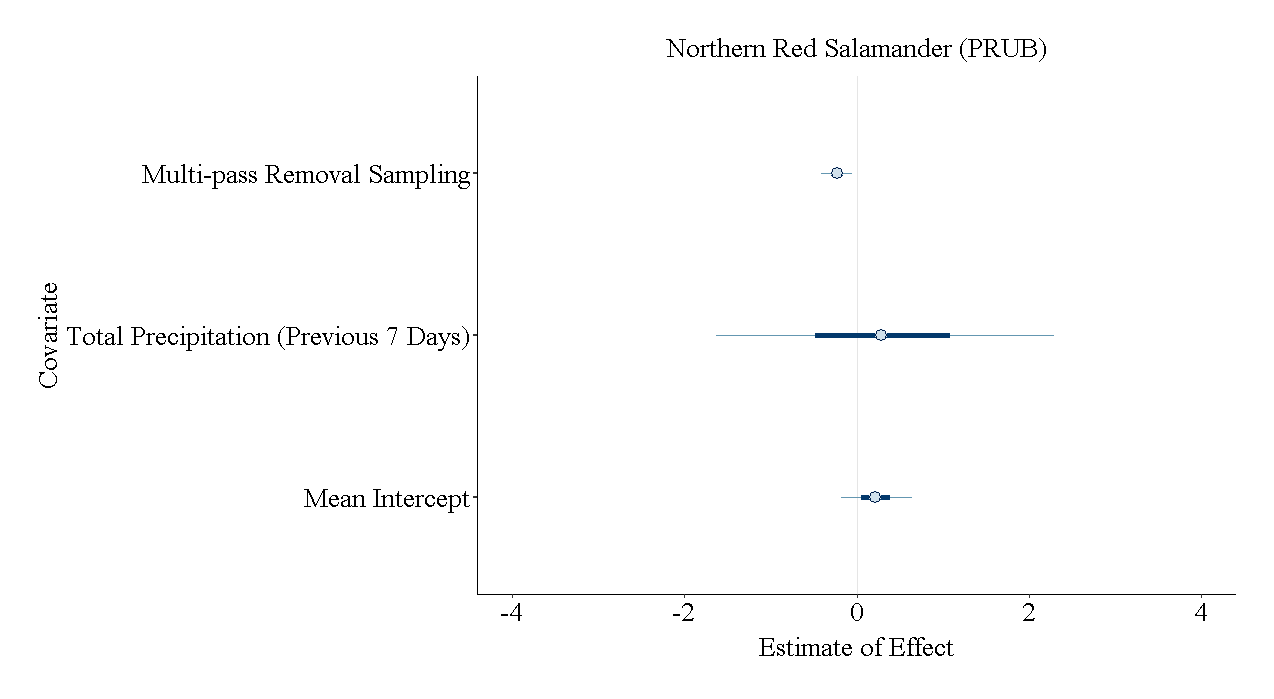 Northern Red Salamander (PRUB)
Multi-pass Removal Sampling
Total Precipitation (Previous 7 Days)
Mean Intercept
Covariate
-4 -2 0 2 4
Estimate of Effect